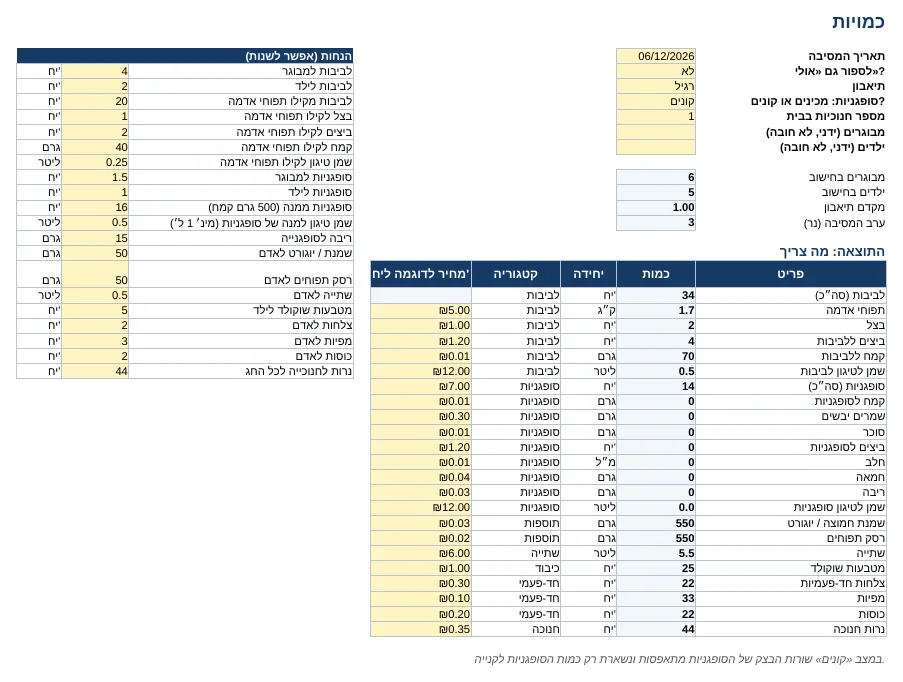 כמויות
תאריך המסיבה 06/12/2026
לספור גם «אולי»? לא
תיאבון רגיל
סופגניות: מכינים או קונים? קונים
מספר חנוכיות בבית 1
מבוגרים (ידני, לא חובה)
ילדים (ידני, לא חובה)
מבוגרים בחישוב 6
ילדים בחישוב 5
מקדם תיאבון 1.00
ערב המסיבה (נר) 3
התוצאה: מה צריך
פריט כמות יחידה קטגוריה מחיר לדוגמה ליח'
לביבות (סה״כ) 34 יח' לביבות
תפוחי אדמה 1.7 ק״ג לביבות ₪5.00
בצל 2 יח' לביבות ₪1.00
ביצים ללביבות 4 יח' לביבות ₪1.20
קמח ללביבות 70 גרם לביבות ₪0.01
שמן לטיגון לביבות 0.5 ליטר לביבות ₪12.00
סופגניות (סה״כ) 14 יח' סופגניות ₪7.00
קמח לסופגניות 0 גרם סופגניות ₪0.01
שמרים יבשים 0 גרם סופגניות ₪0.30
סוכר 0 גרם סופגניות ₪0.01
ביצים לסופגניות 0 יח' סופגניות ₪1.20
חלב 0 מ״ל סופגניות ₪0.01
חמאה 0 גרם סופגניות ₪0.04
ריבה 0 גרם סופגניות ₪0.03
שמן לטיגון סופגניות 0.0 ליטר סופגניות ₪12.00
שמנת חמוצה / יוגורט 550 גרם תוספות ₪0.03
רסק תפוחים 550 גרם תוספות ₪0.02
שתייה 5.5 ליטר שתייה ₪6.00
מטבעות שוקולד 25 יח' כיבוד ₪1.00
צלחות חד-פעמיות 22 יח' חד-פעמי ₪0.30
מפיות 33 יח' חד-פעמי ₪0.10
כוסות 22 יח' חד-פעמי ₪0.20
נרות חנוכה 44 יח' חנוכה ₪0.35
במצב «קונים» שורות הבצק של הסופגניות מתאפסות ונשארת רק כמות הסופגניות לקנייה.
הנחות (אפשר לשנות)
לביבות למבוגר 4 יח'
לביבות לילד 2 יח'
לביבות מקילו תפוחי אדמה 20 יח'
בצל לקילו תפוחי אדמה 1 יח'
ביצים לקילו תפוחי אדמה 2 יח'
קמח לקילו תפוחי אדמה 40 גרם
שמן טיגון לקילו תפוחי אדמה 0.25 ליטר
סופגניות למבוגר 1.5 יח'
סופגניות לילד 1 יח'
סופגניות ממנה (500 גרם קמח) 16 יח'
שמן טיגון למנה של סופגניות (מינ׳ 1 ל׳) 0.5 ליטר
ריבה לסופגנייה 15 גרם
שמנת / יוגורט לאדם 50 גרם
רסק תפוחים לאדם 50 גרם
שתייה לאדם 0.5 ליטר
מטבעות שוקולד לילד 5 יח'
צלחות לאדם 2 יח'
מפיות לאדם 3 יח'
כוסות לאדם 2 יח'
נרות לחנוכייה לכל החג 44 יח'